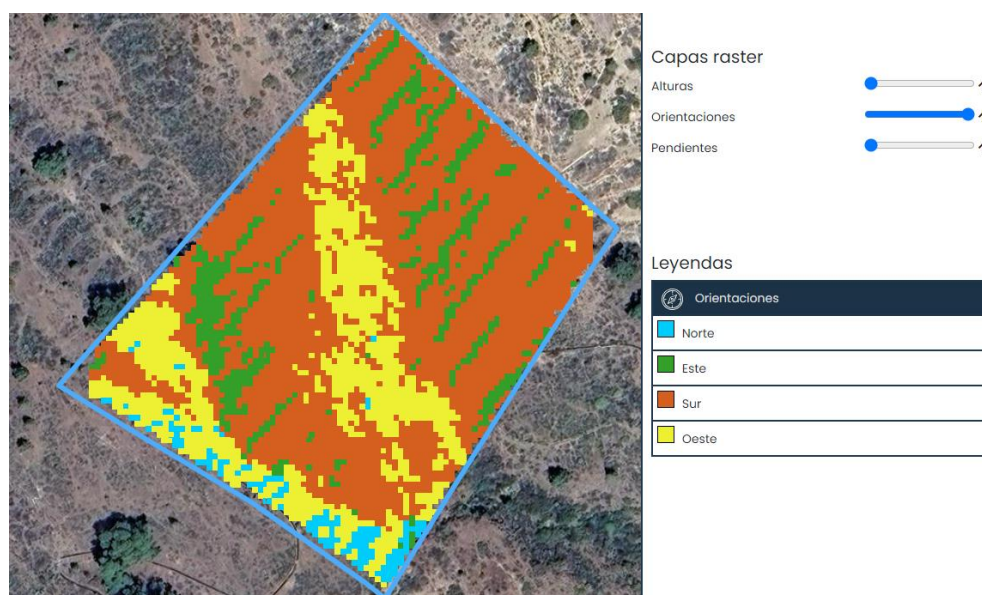 Capas raster
Alturas
Orientaciones
Pendientes
Leyendas
Orientaciones
Norte
Este
Sur
Oeste